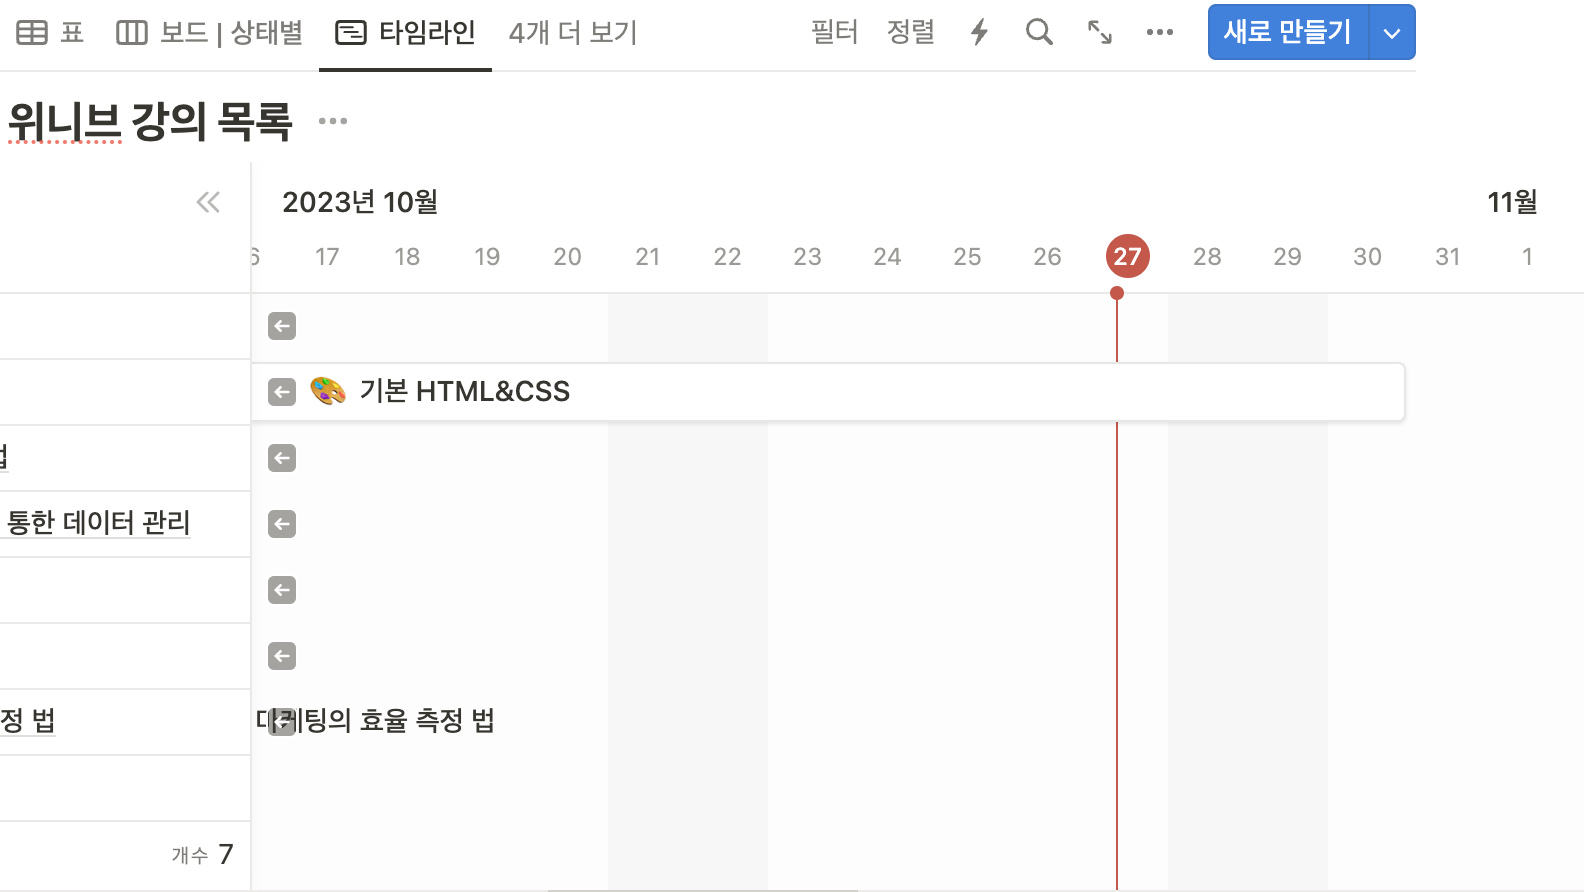 표 보드 | 상태별 타임라인 4개 더 보기 필터 정렬 새로 만들기
위니브 강의 목록
2023년 10월 11월
17 18 19 20 21 22 23 24 25 26 27 28 29 30 31 1
기본 HTML&CSS
통한 데이터 관리
정 법 마케팅의 효율 측정 법
개수 7